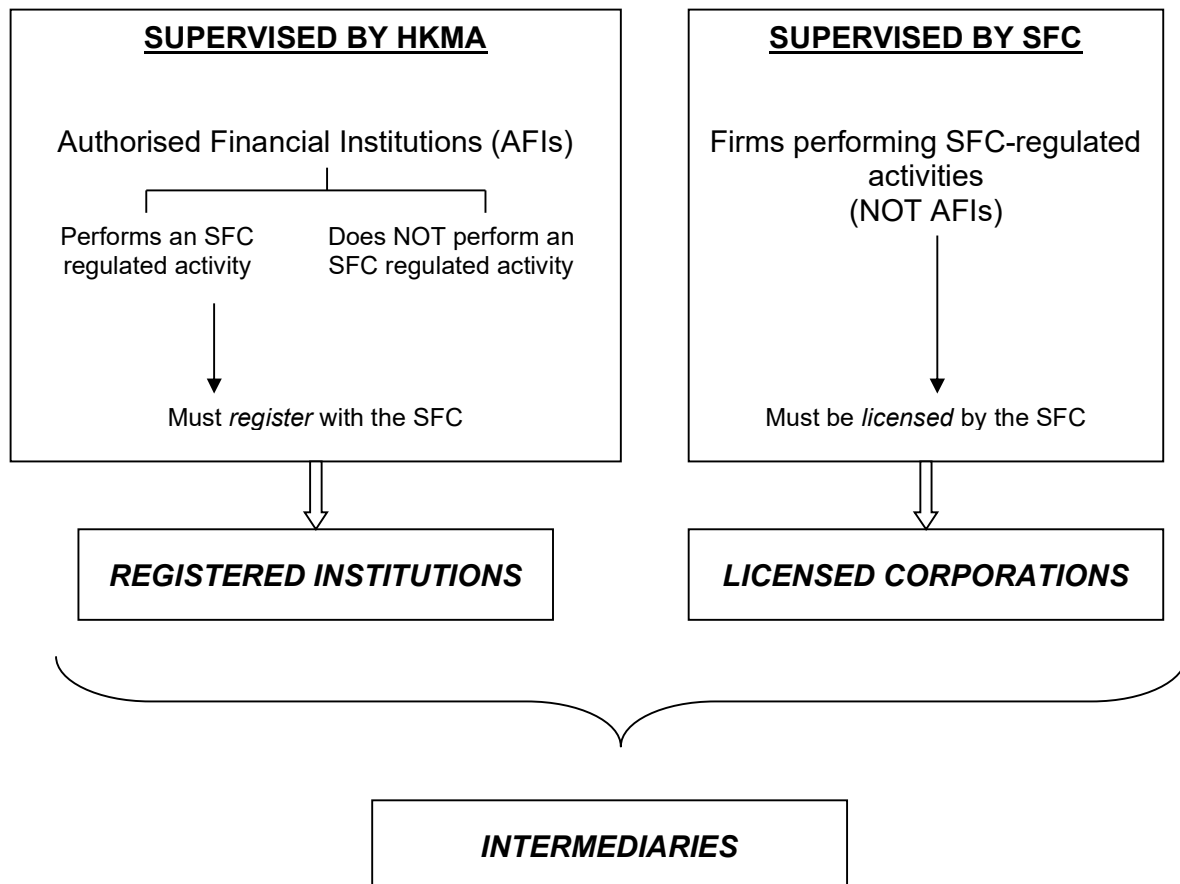 SUPERVISED BY HKMA
Authorised Financial Institutions (AFIs)
Performs an SFC
regulated activity
Does NOT perform an
SFC regulated activity
Must register with the SFC
REGISTERED INSTITUTIONS
SUPERVISED BY SFC
Firms performing SFC-regulated
activities
(NOT AFIs)
Must be licensed by the SFC
LICENSED CORPORATIONS
INTERMEDIARIES